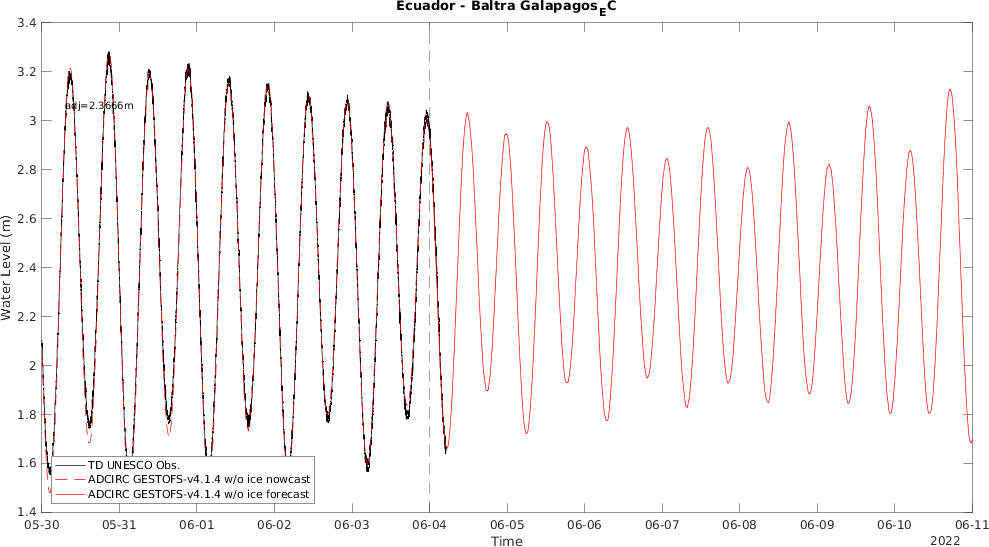 Ecuador - Baltra GalapagosEC
3.4
3.2
3
2.8
2.6
2.4
2.2
2
1.8
1.6
1.4
Water Level (m)
adj=2.3666m
TD UNESCO Obs.
ADCIRC GESTOFS-v4.1.4 w/o ice nowcast
ADCIRC GESTOFS-v4.1.4 w/o ice forecast
05-30 05-31 06-01 06-02 06-03 06-04 06-05 06-06 06-07 06-08 06-09 06-10 06-11
Time
2022